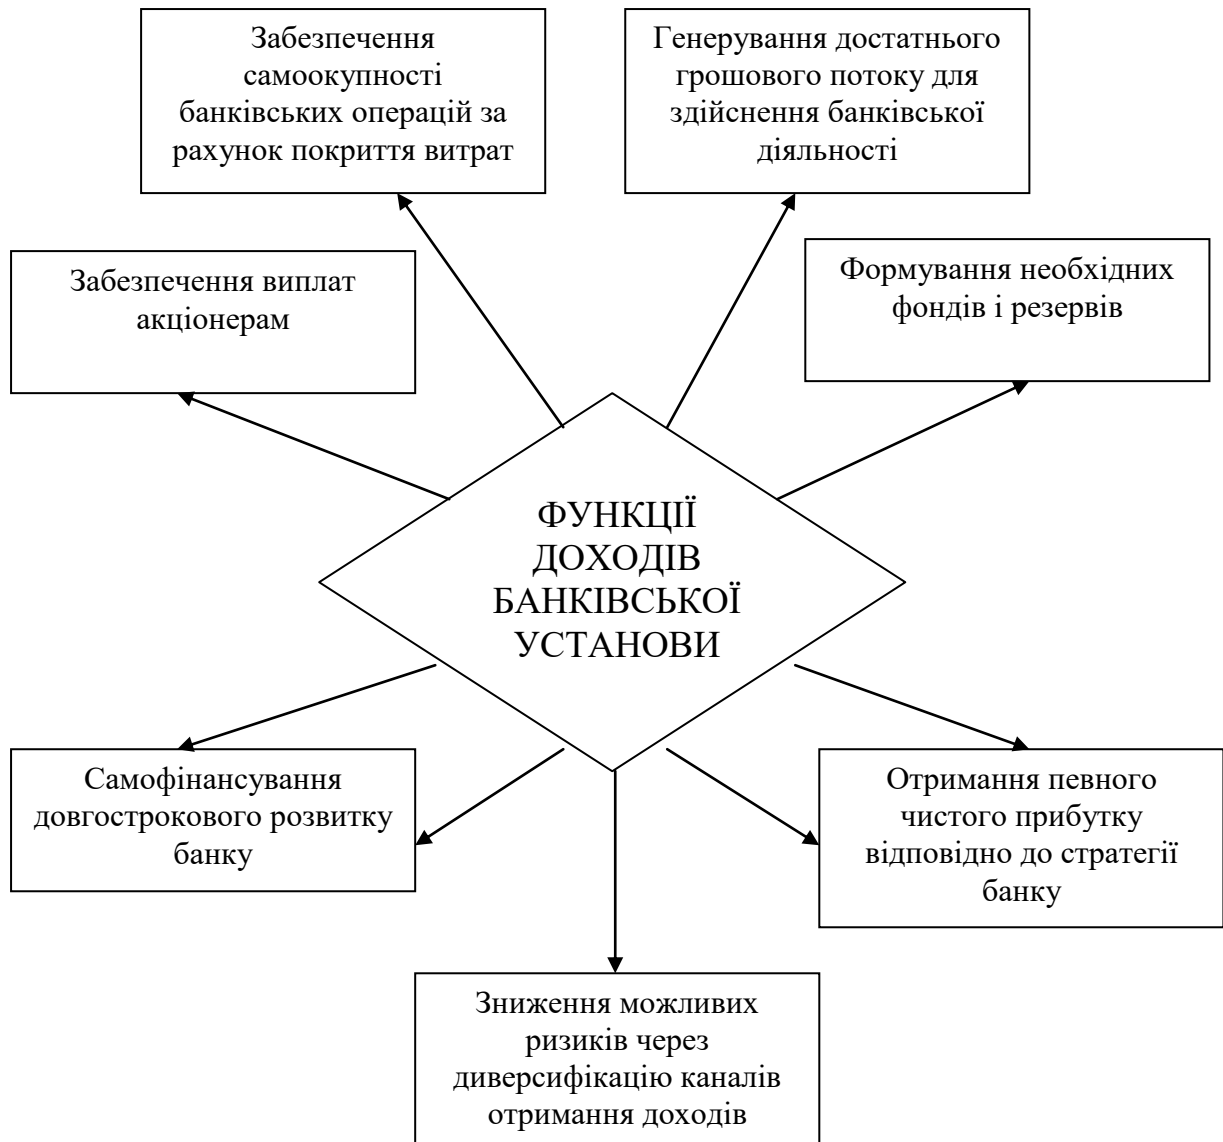 Забезпечення
самоокупності
банківських операцій за
рахунок покриття витрат
Генерування достатнього
грошового потоку для
здійснення банківської
діяльності
Забезпечення виплат
акціонерам
Формування необхідних
фондів і резервів
ФУНКЦІЇ
ДОХОДІВ
БАНКІВСЬКОЇ
УСТАНОВИ
Самофінансування
довгострокового розвитку
банку
Отримання певного
чистого прибутку
відповідно до стратегії
банку
Зниження можливих
ризиків через
диверсифікацію каналів
отримання доходів